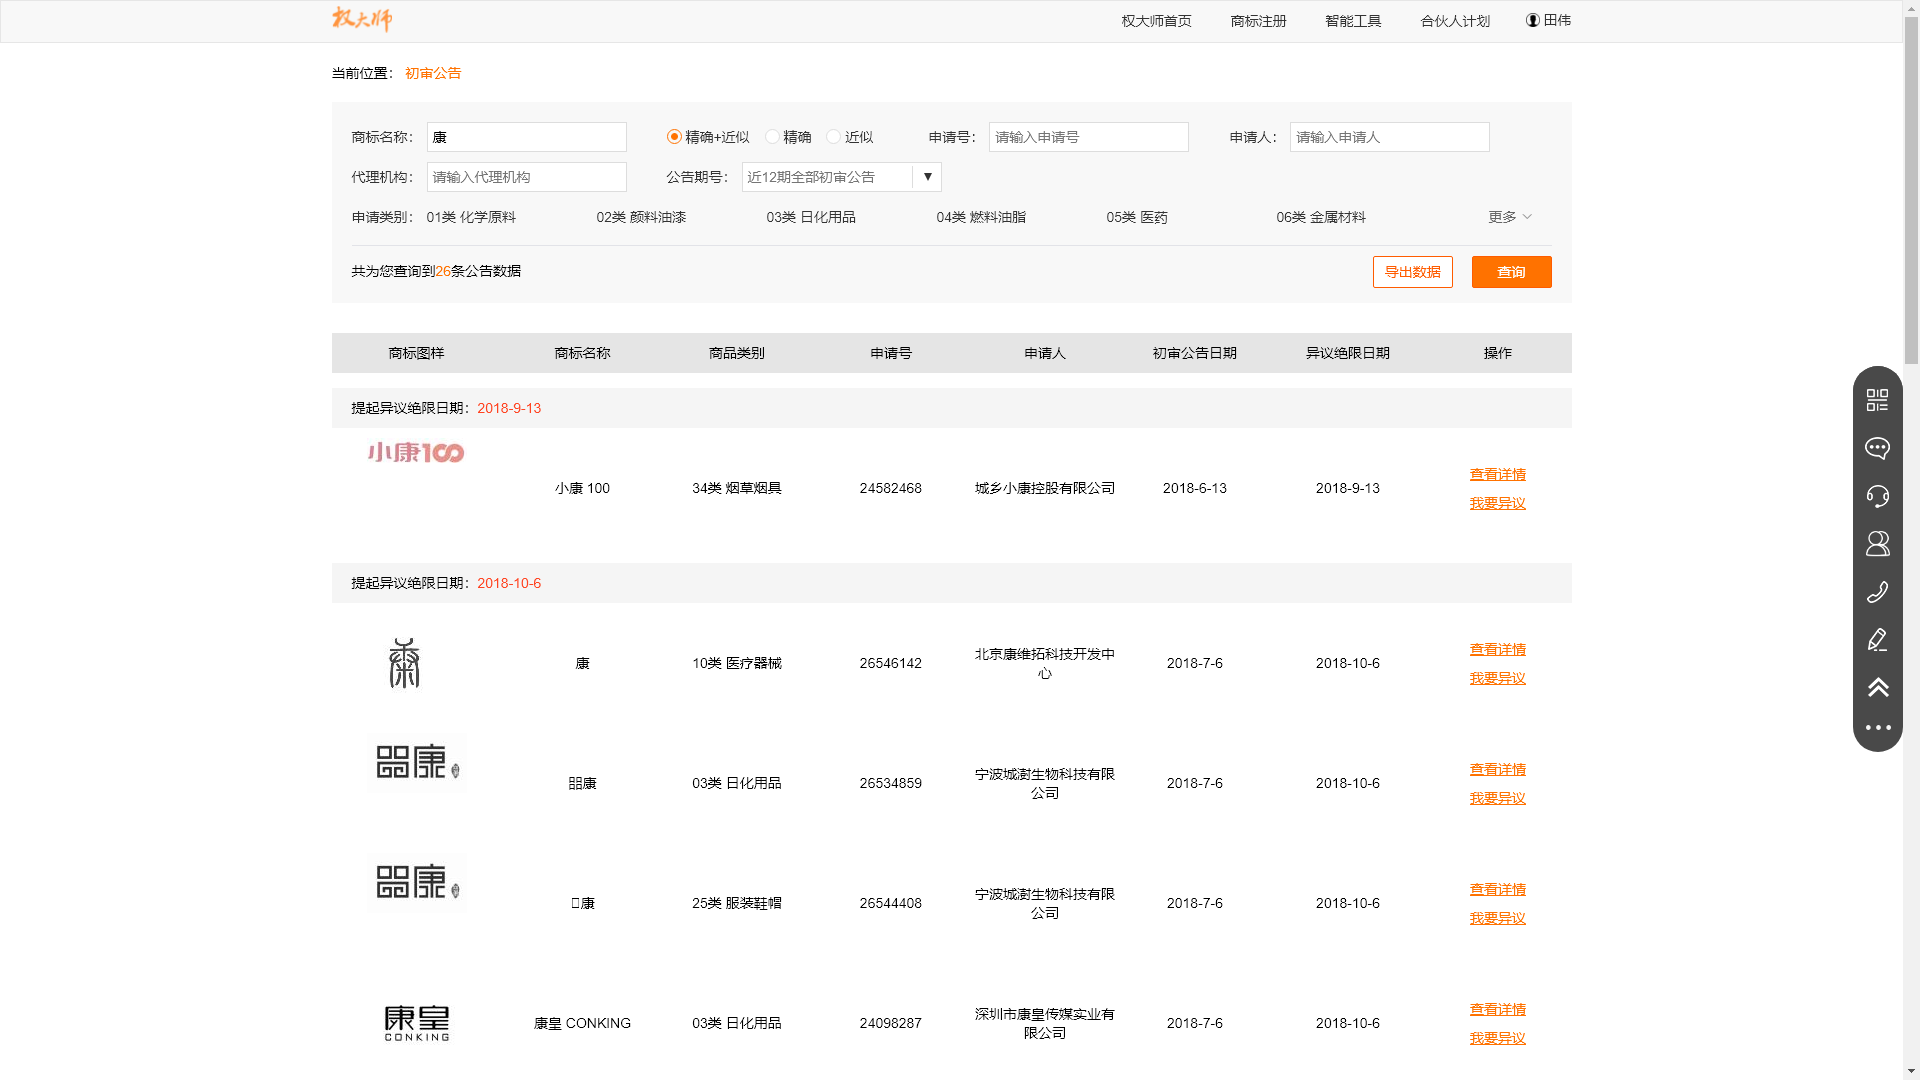 权大师 权大师首页 商标注册 智能工具 合伙人计划 田伟
当前位置： 初审公告
商标名称： 康 精确+近似 精确 近似 申请号： 请输入申请号 申请人： 请输入申请人
代理机构： 请输入代理机构 公告期号： 近12期全部初审公告 ▼
申请类别： 01类 化学原料 02类 颜料油漆 03类 日化用品 04类 燃料油脂 05类 医药 06类 金属材料 更多
共为您查询到26条公告数据 导出数据 查询
商标图样 商标名称 商品类别 申请号 申请人 初审公告日期 异议绝限日期 操作
提起异议绝限日期：2018-9-13
小康100
小康 100 34类 烟草烟具 24582468 城乡小康控股有限公司 2018-6-13 2018-9-13 查看详情
我要异议
提起异议绝限日期：2018-10-6
康 10类 医疗器械 26546142 北京康维拓科技开发中
心 2018-7-6 2018-10-6 查看详情
我要异议
㗊康 03类 日化用品 26534859 宁波城澍生物科技有限
公司 2018-7-6 2018-10-6 查看详情
我要异议
康 25类 服装鞋帽 26544408 宁波城澍生物科技有限
公司 2018-7-6 2018-10-6 查看详情
我要异议
康皇
CONKING
康皇 CONKING 03类 日化用品 24098287 深圳市康皇传媒实业有
限公司 2018-7-6 2018-10-6 查看详情
我要异议